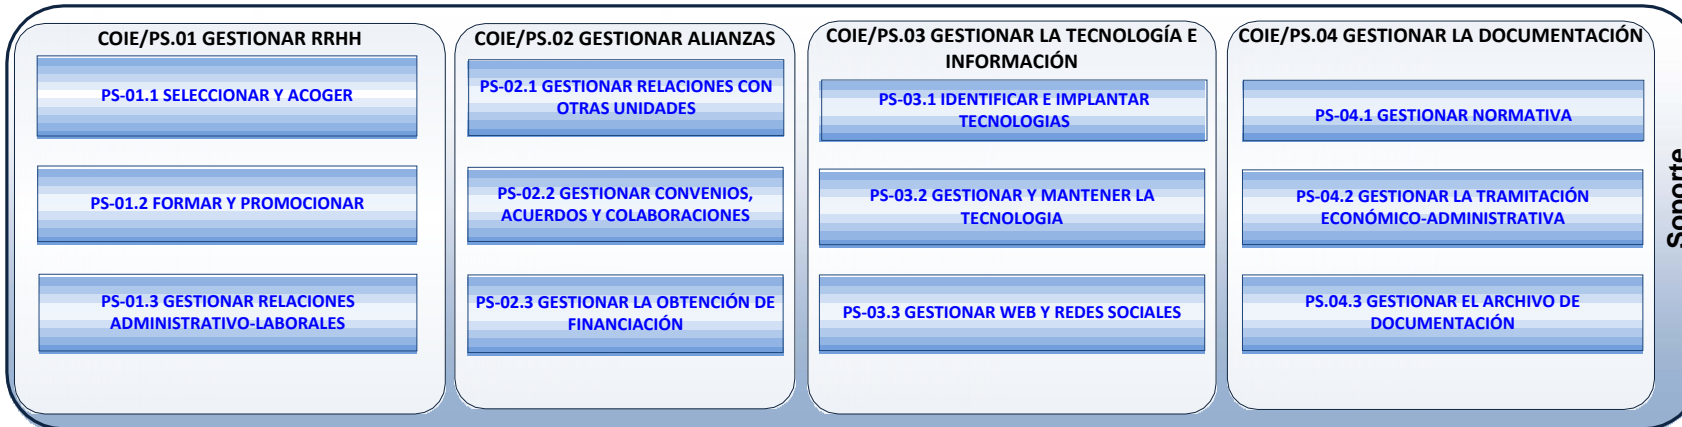 COIE/PS.01 GESTIONAR RRHH
PS-01.1 SELECCIONAR Y ACOGER
PS-01.2 FORMAR Y PROMOCIONAR
PS-01.3 GESTIONAR RELACIONES
ADMINISTRATIVO-LABORALES
COIE/PS.02 GESTIONAR ALIANZAS
PS-02.1 GESTIONAR RELACIONES CON
OTRAS UNIDADES
PS-02.2 GESTIONAR CONVENIOS,
ACUERDOS Y COLABORACIONES
PS-02.3 GESTIONAR LA OBTENCIÓN DE
FINANCIACIÓN
COIE/PS.03 GESTIONAR LA TECNOLOGÍA E
INFORMACIÓN
PS-03.1 IDENTIFICAR E IMPLANTAR
TECNOLOGIAS
PS-03.2 GESTIONAR Y MANTENER LA
TECNOLOGIA
PS-03.3 GESTIONAR WEB Y REDES SOCIALES
COIE/PS.04 GESTIONAR LA DOCUMENTACIÓN
PS-04.1 GESTIONAR NORMATIVA
PS-04.2 GESTIONAR LA TRAMITACIÓN
ECONÓMICO-ADMINISTRATIVA
PS.04.3 GESTIONAR EL ARCHIVO DE
DOCUMENTACIÓN
Soporte